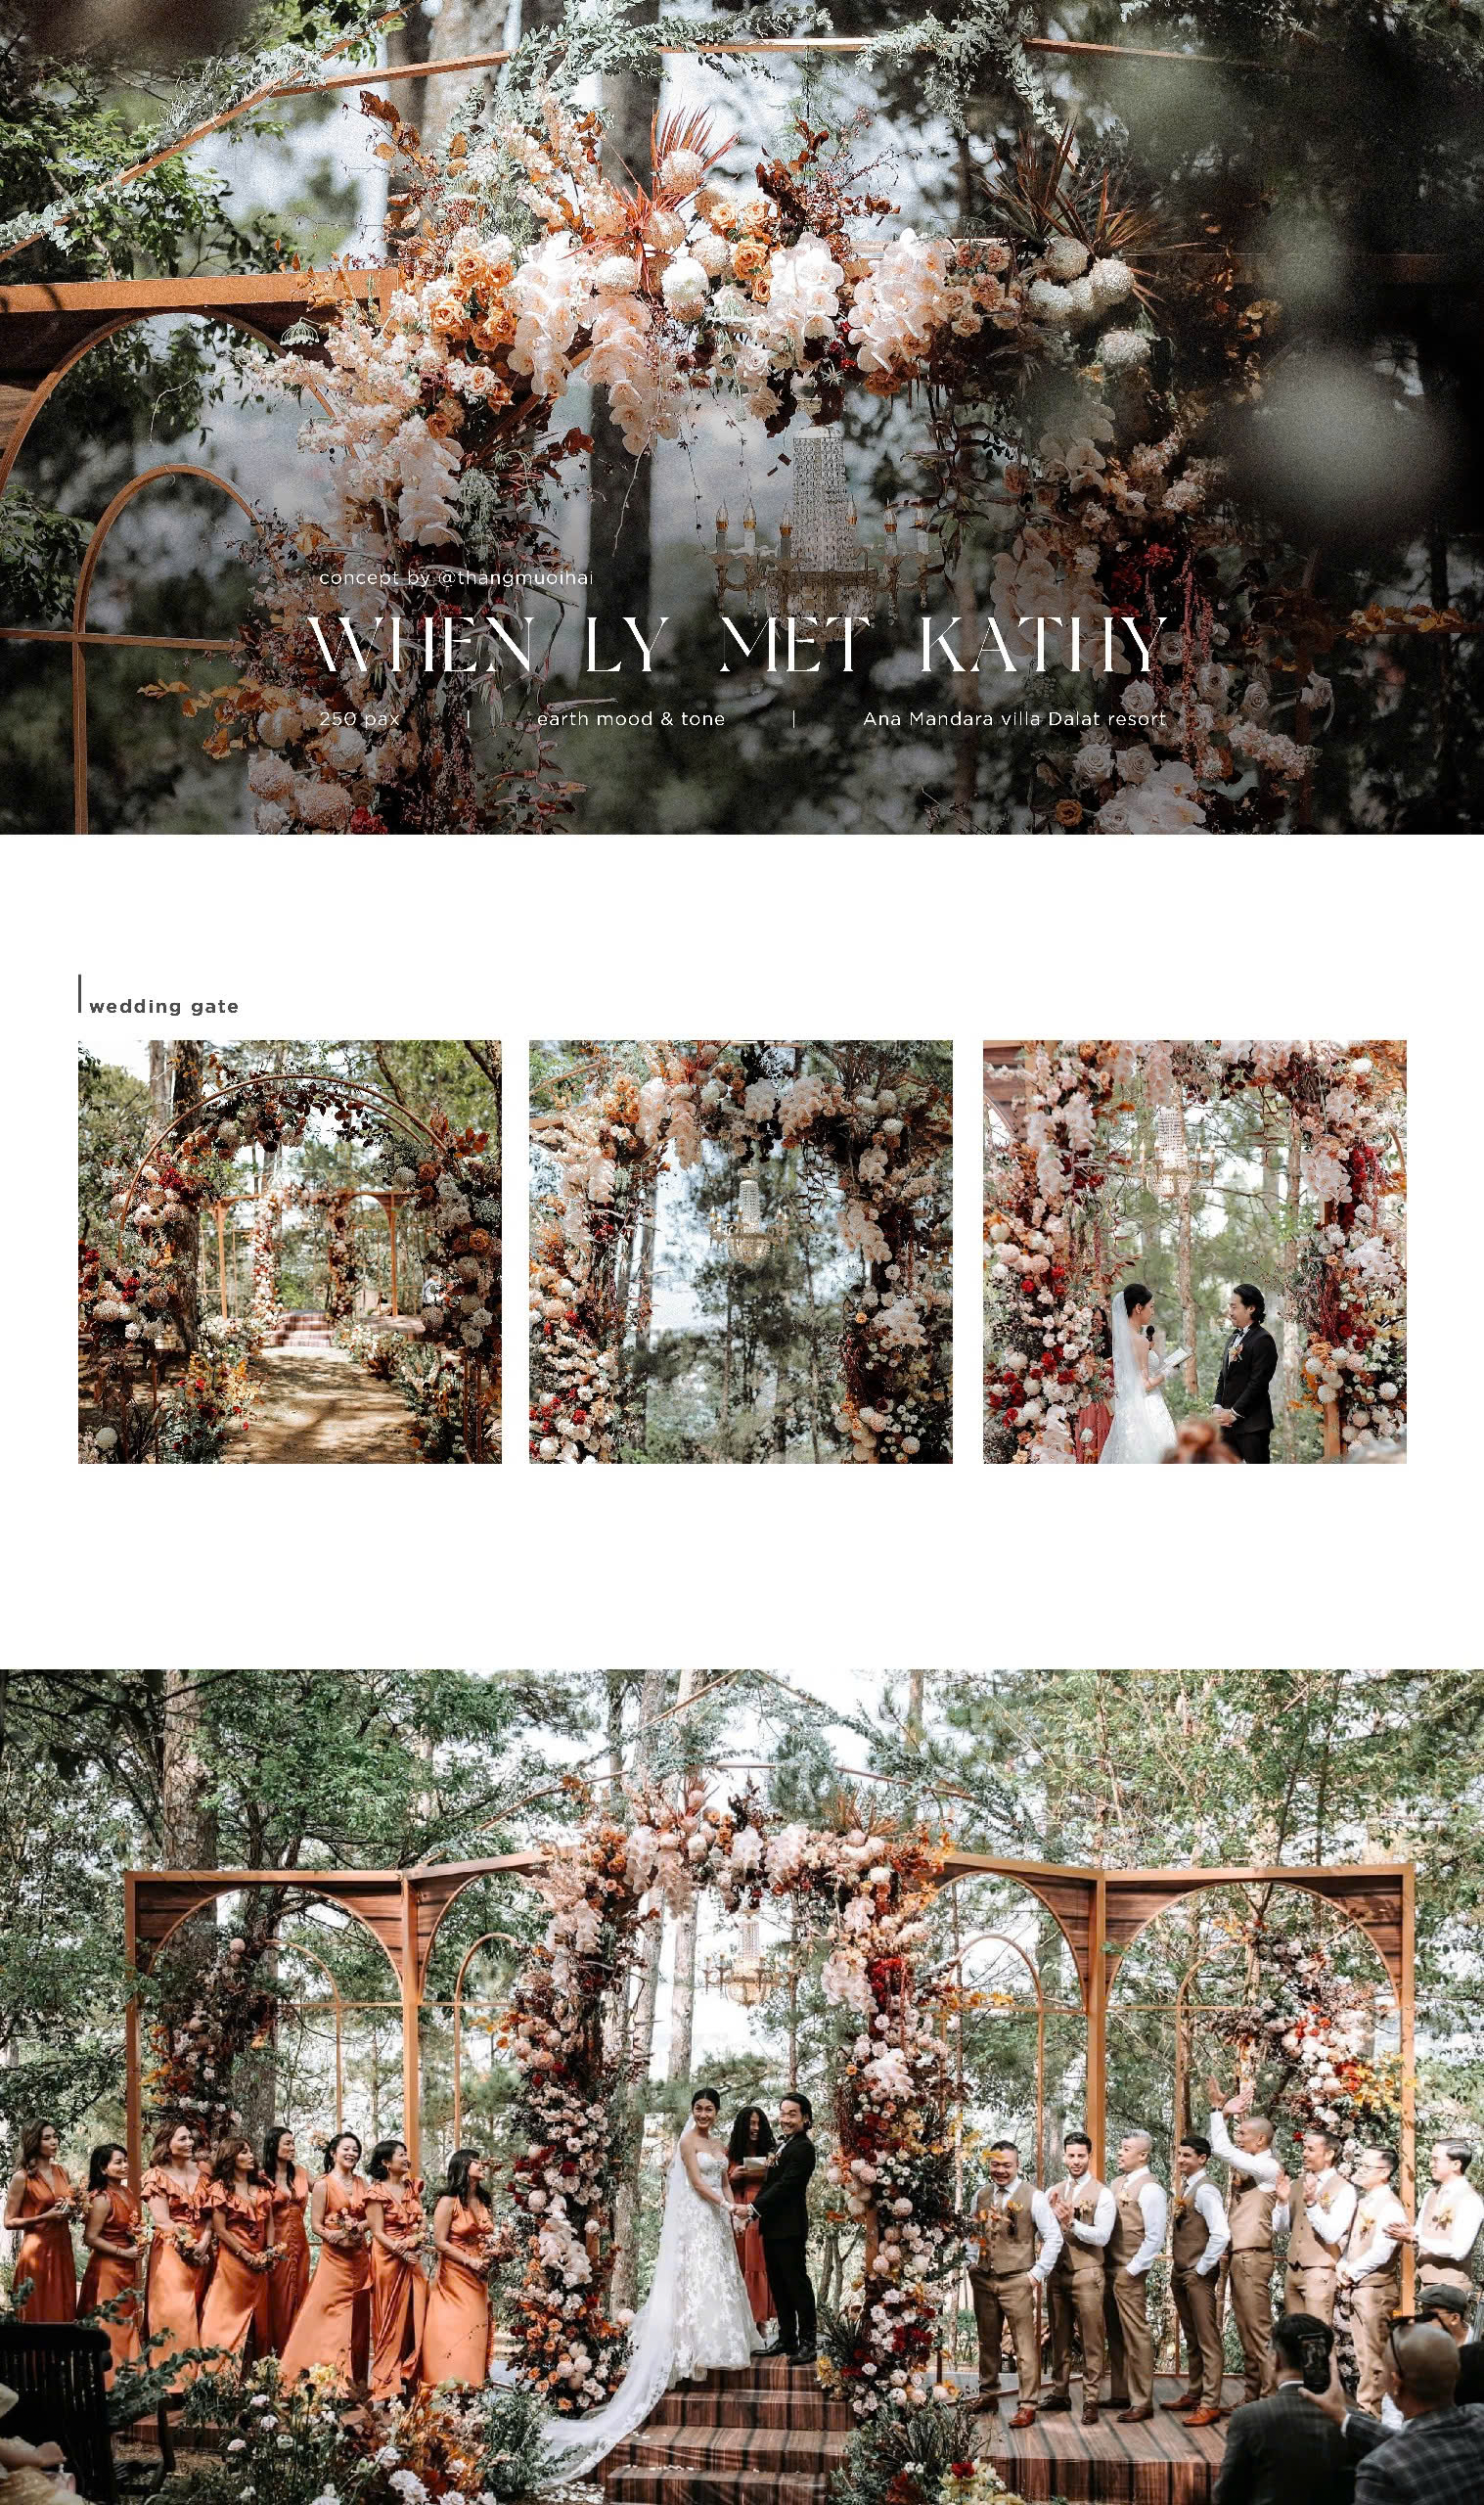 concept by @thangmuoihai
WHEN LY MET KATHY
250 pax | earth mood & tone | Ana Mandara villa Dalat resort
wedding gate